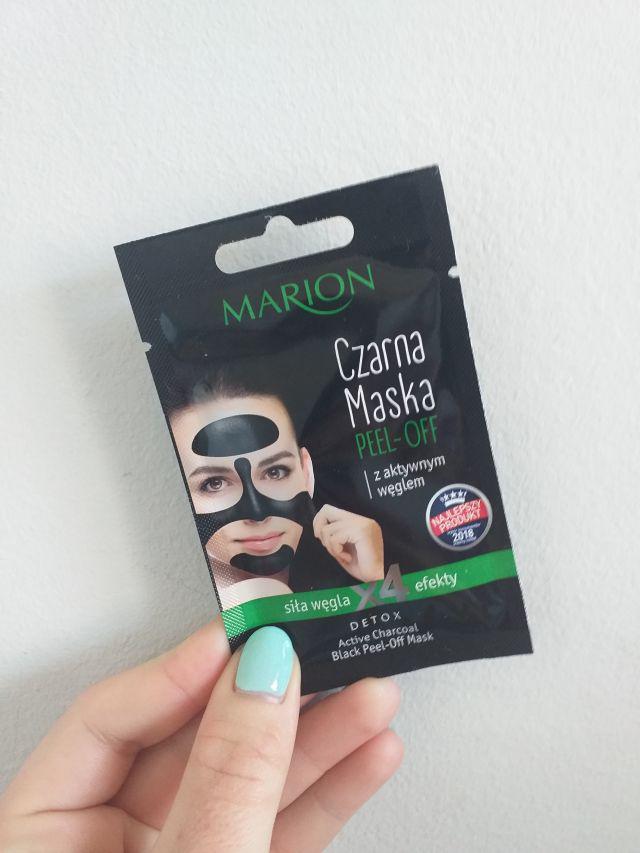 MARION
Czarna
Maska
PEEL-OFF
z aktywnym
węglem
NAJLEPSZY
PRODUKT
2018
siła węgla x4 efekty
DETOX
Active Charcoal
Black Peel-Off Mask